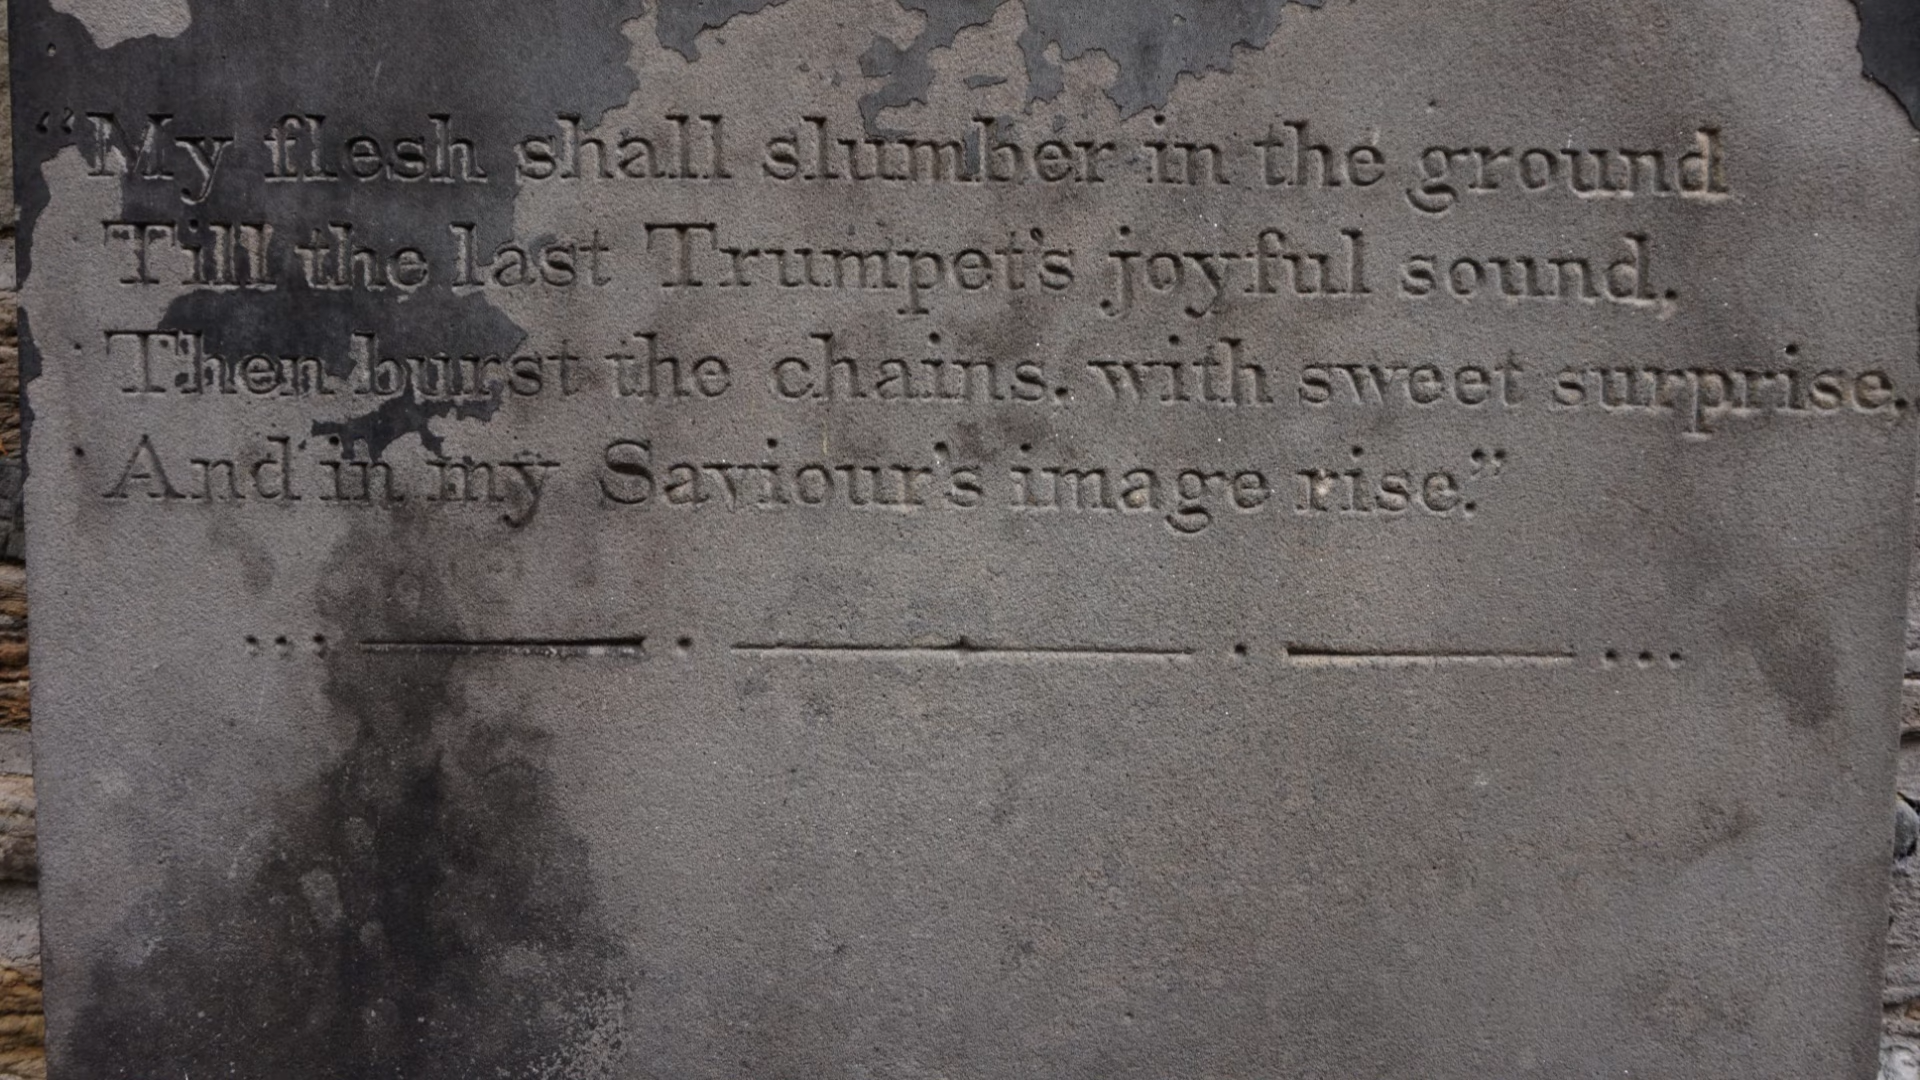 “My flesh shall slumber in the ground
Till the last Trumpet's joyful sound,
Then burst the chains, with sweet surprise,
And in my Saviour's image rise.”